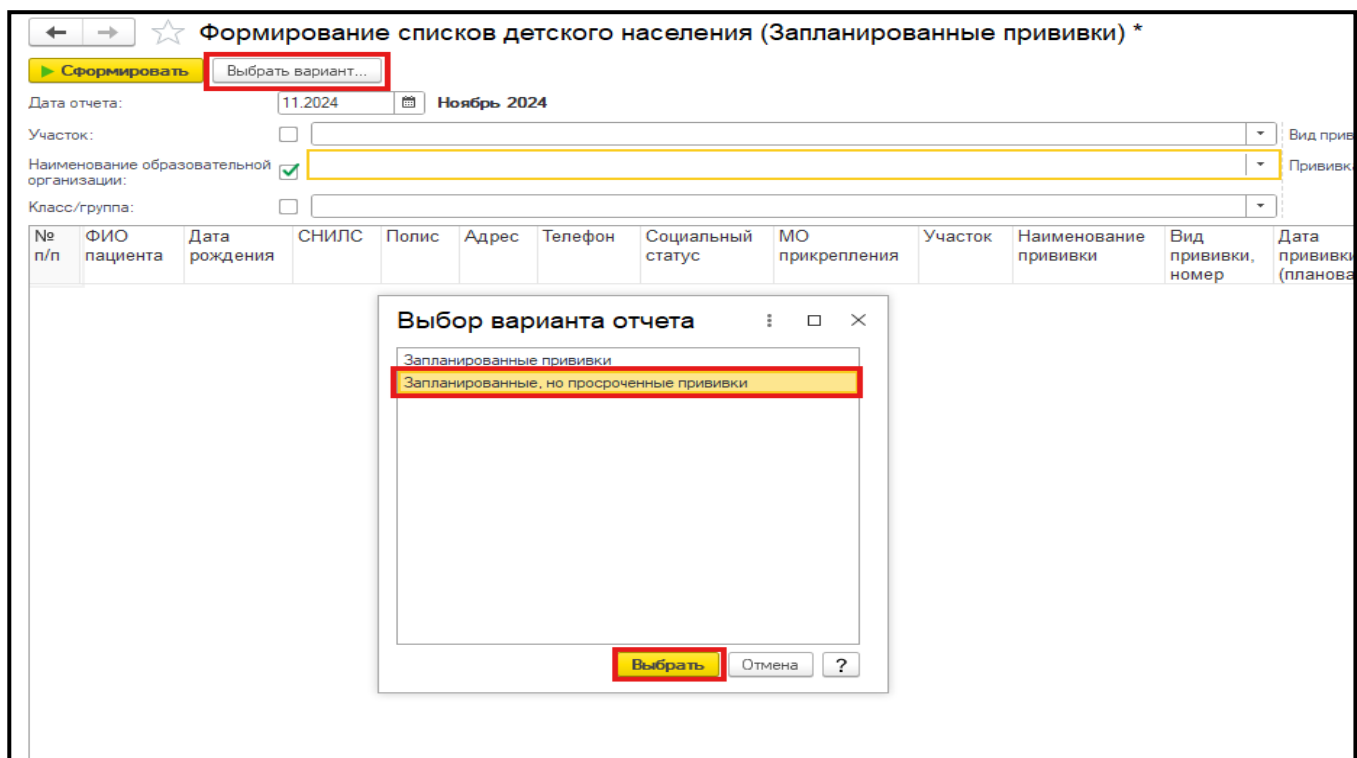 Формирование списков детского населения (Запланированные прививки) *
Сформировать Выбрать вариант...
Дата отчета: 11.2024 Ноябрь 2024
Участок: Вид прив
Наименование образовательной организации: Прививк
Класс/группа:
№ ФИО Дата СНИЛС Полис Адрес Телефон Социальный МО Участок Наименование Вид Дата
п/п пациента рождения статус прикрепления прививки прививки, прививки
номер (планова
Выбор варианта отчета
Запланированные прививки
Запланированные, но просроченные прививки
Выбрать Отмена ?